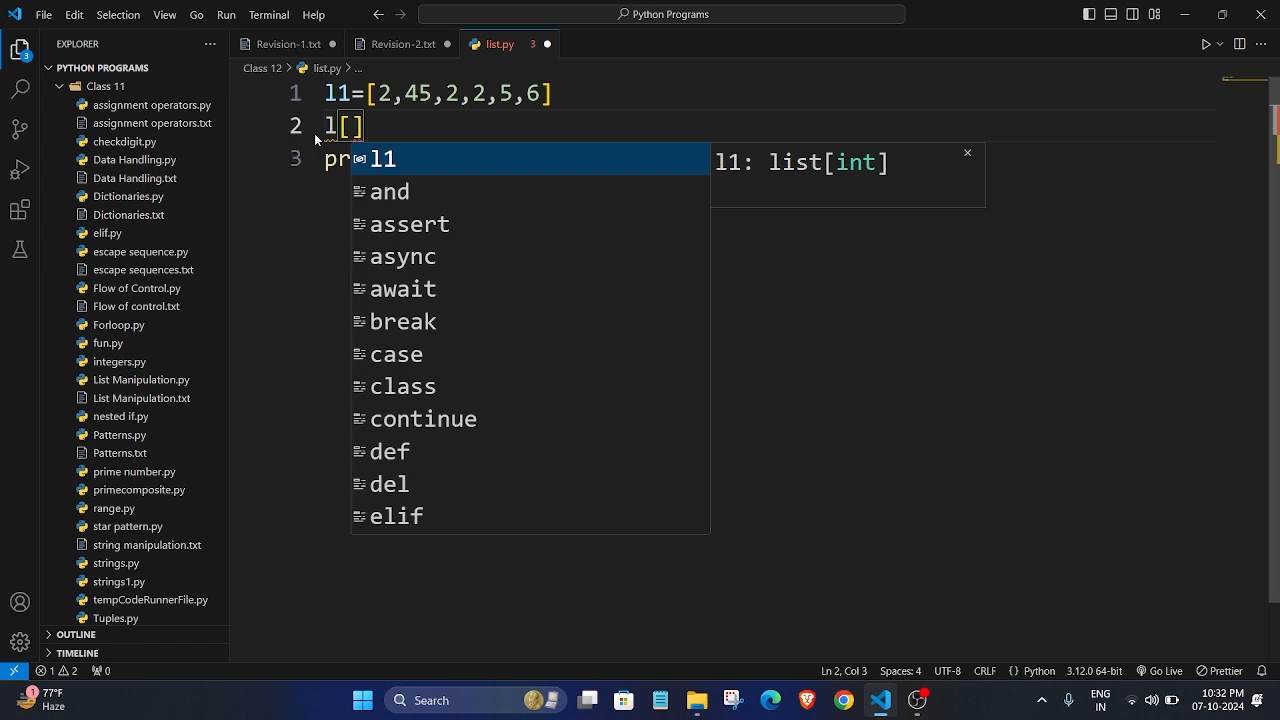 File Edit Selection View Go Run Terminal Help
Python Programs
EXPLORER
Revision-1.txt
Revision-2.txt
list.py 3
PYTHON PROGRAMS
Class 12 > list.py > ...
Class 11
assignment operators.py
assignment operators.txt
checkdigit.py
Data Handling.py
Data Handling.txt
Dictionaries.py
Dictionaries.txt
elif.py
escape sequence.py
escape sequences.txt
Flow of Control.py
Flow of control.txt
Forloop.py
fun.py
integers.py
List Manipulation.py
List Manipulation.txt
nested if.py
Patterns.py
Patterns.txt
prime number.py
primecomposite.py
range.py
star pattern.py
string manipulation.txt
strings.py
strings1.py
tempCodeRunnerFile.py
Tuples.py
OUTLINE
TIMELINE
1 l1=[2,45,2,2,5,6]
2 l[]
3 pr
l1
and
assert
async
await
break
case
class
continue
def
del
elif
l1: list[int]
3
1 2 0
Ln 2, Col 3 Spaces: 4 UTF-8 CRLF {} Python 3.12.0 64-bit Go Live Prettier
1
77°F
Haze
Search
ENG
IN
10:32 PM
07-10-2024